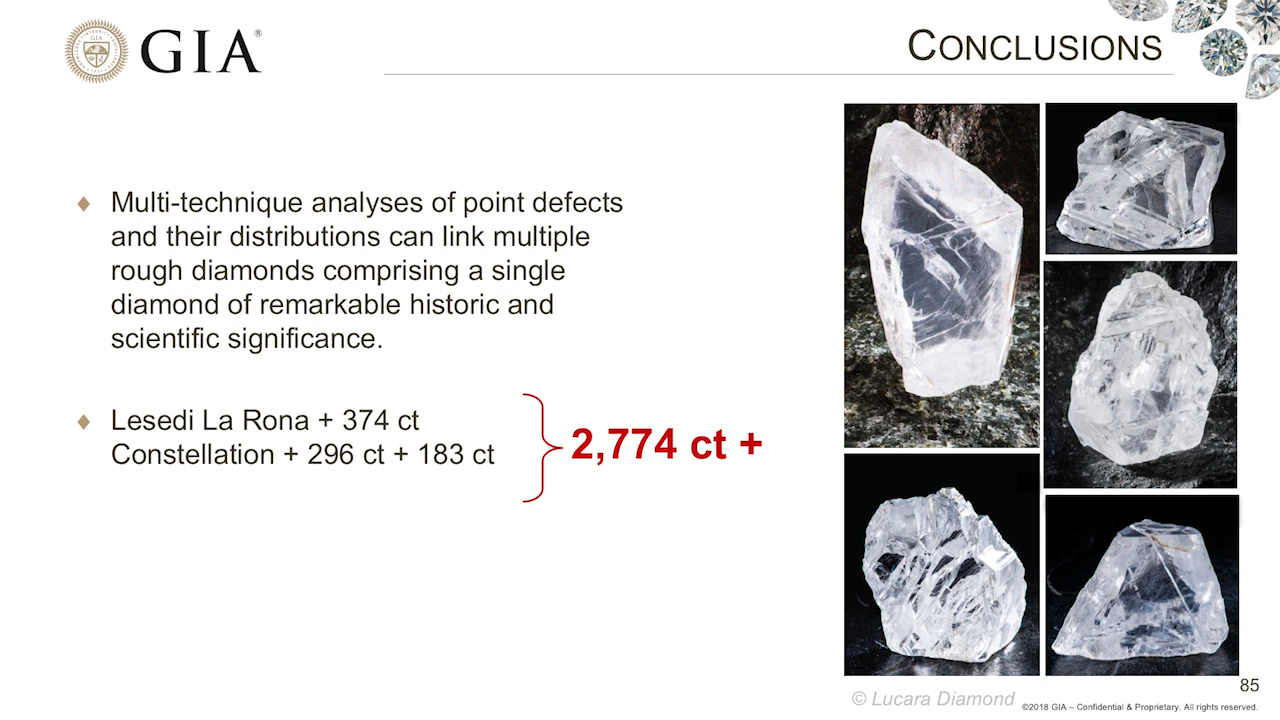 GIA®
CONCLUSIONS
♦ Multi-technique analyses of point defects
and their distributions can link multiple
rough diamonds comprising a single
diamond of remarkable historic and
scientific significance.
♦ Lesedi La Rona + 374 ct
Constellation + 296 ct + 183 ct
2,774 ct +
© Lucara Diamond
85
©2018 GIA – Confidential & Proprietary. All rights reserved.